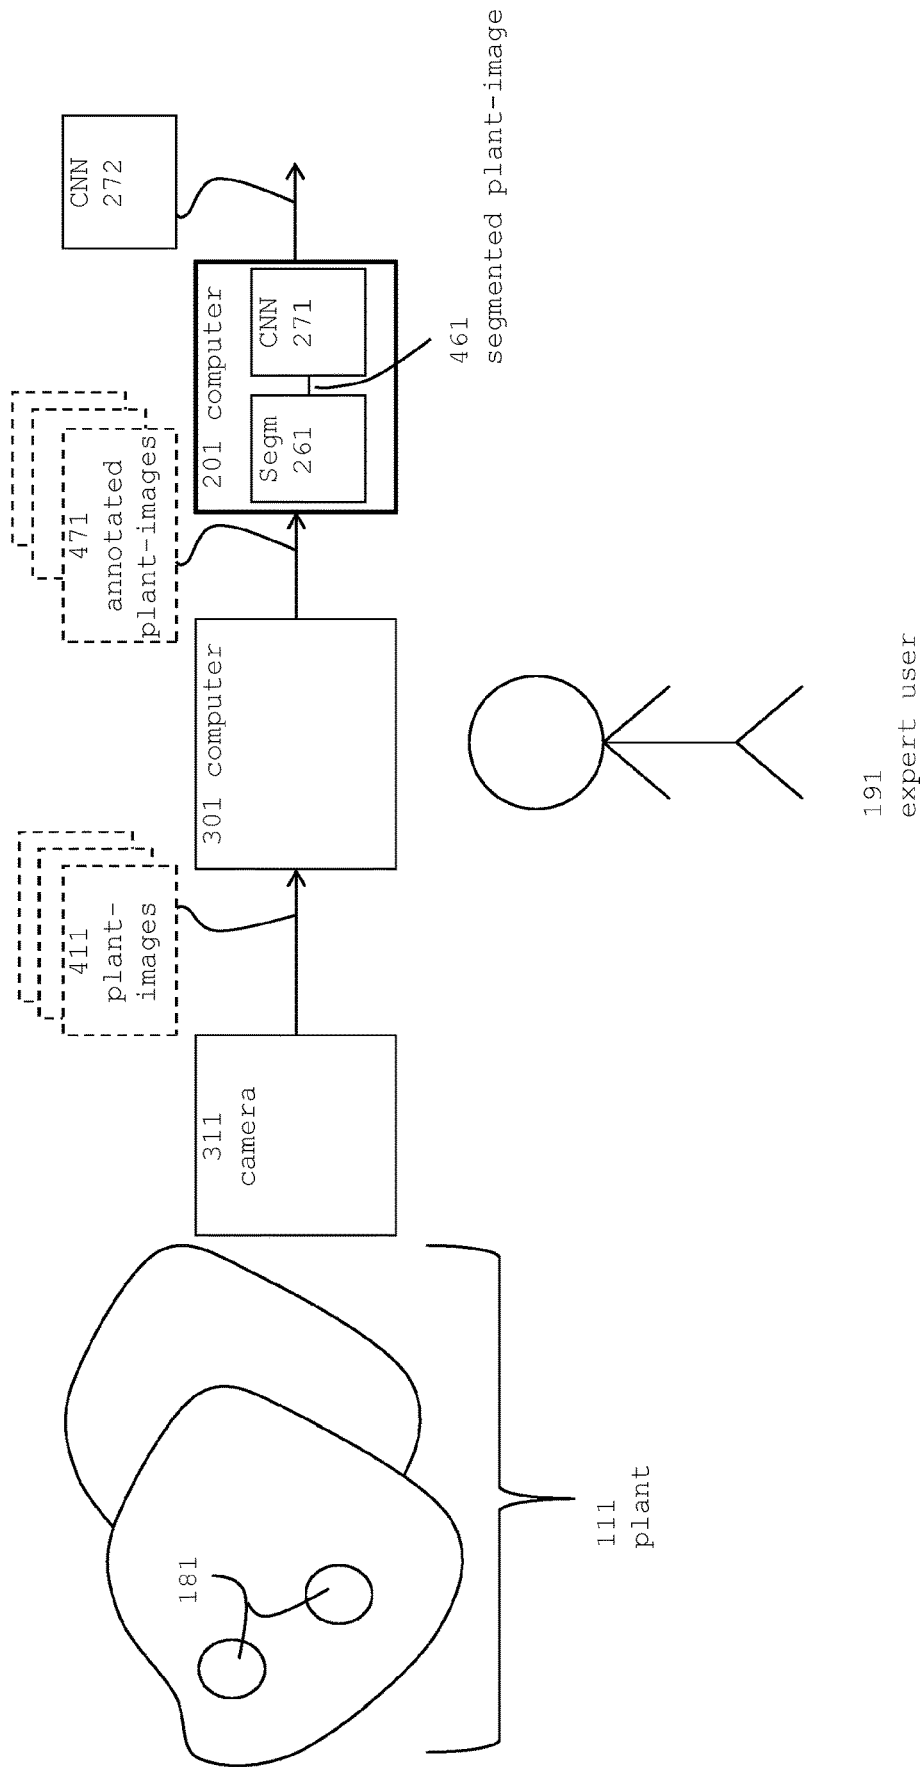 181
111
plant
311
camera
411
plant-
images
301 computer
191
expert user
471
annotated
plant-images
201 computer
Segm
261
CNN
271
461
segmented plant-image
CNN
272